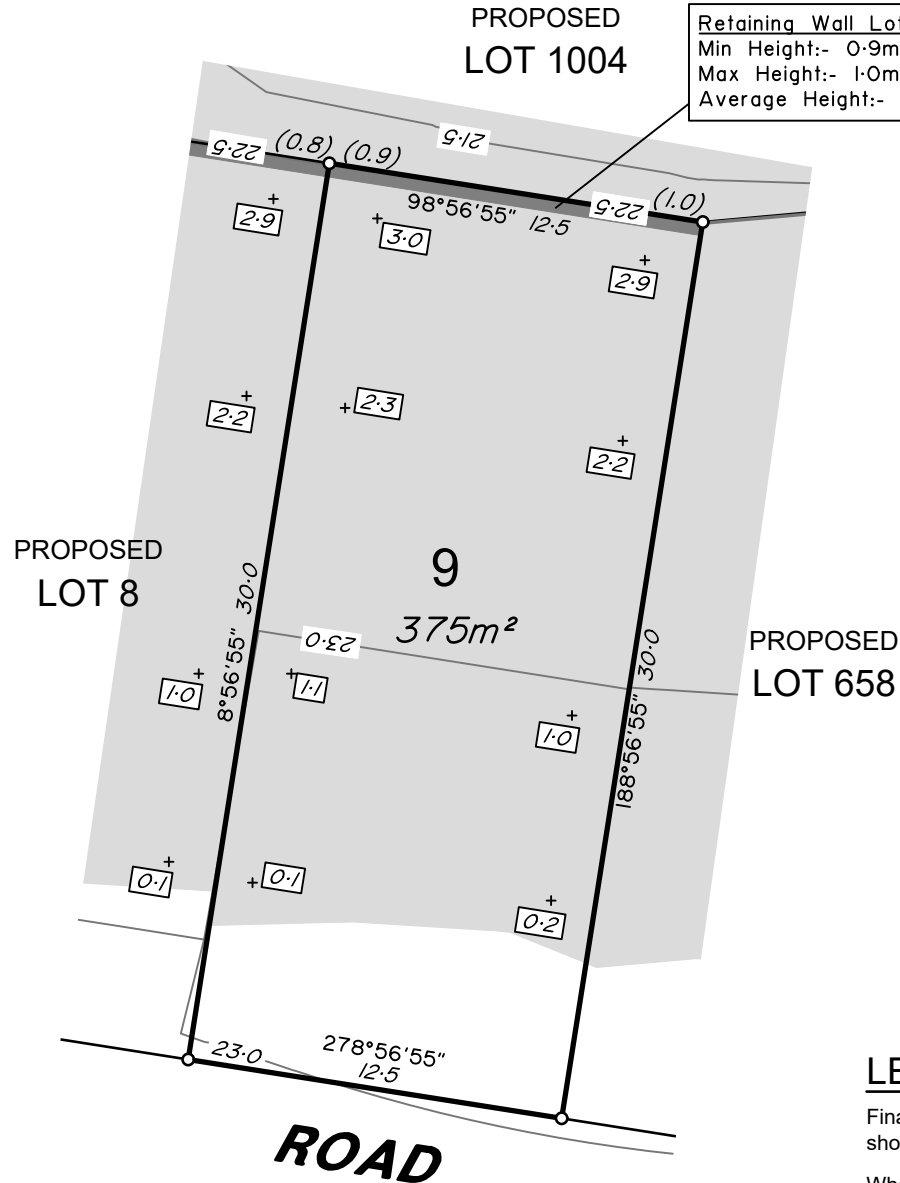 PROPOSED
LOT 1004
Retaining Wall Lot
Min Height:- 0·9m
Max Height:- 1·0m
Average Height:-
21·5
22·5
(0.8)
(0.9)
22·5
(1.0)
98°56'55"
12·5
2·9
3·0
2·9
2·2
2·3
2·2
PROPOSED
LOT 8
9
375m²
8°56'55" 30·0
23·0
188°56'55" 30·0
PROPOSED
LOT 658
1·0
1·1
1·0
0·1
0·1
0·2
23·0
278°56'55"
12·5
ROAD
Fina
sho